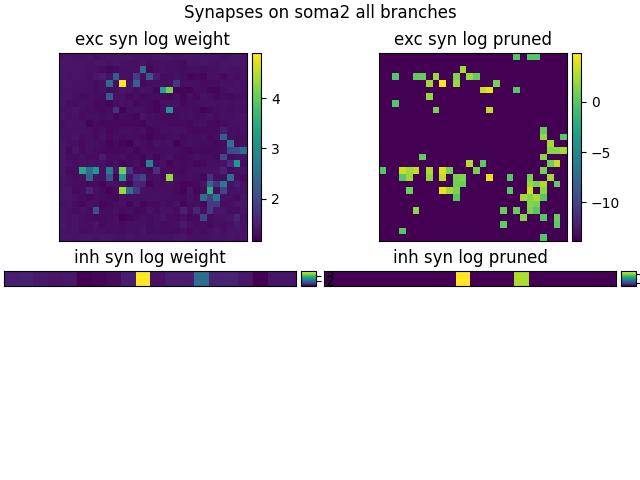 Synapses on soma2 all branches
exc syn log weight
exc syn log pruned
4
3
2
0
−5
−10
inh syn log weight
inh syn log pruned